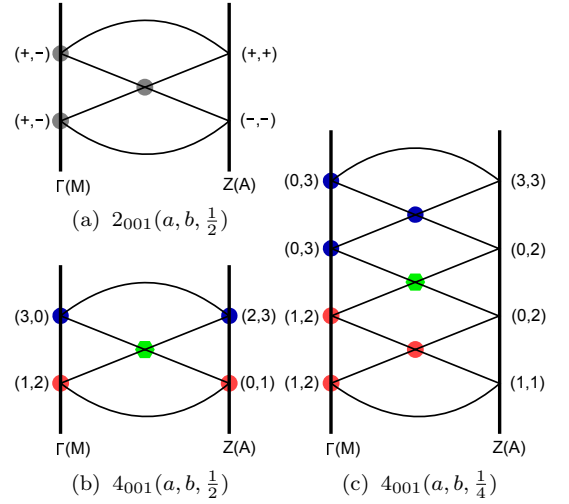 (+,−) (+,+)
(+,−) (−,−)
Γ(M) Z(A)
(a) 2₀₀₁(a, b, ½)
(3,0) (2,3)
(1,2) (0,1)
Γ(M) Z(A)
(b) 4₀₀₁(a, b, ½)
(0,3) (3,3)
(0,3) (0,2)
(1,2) (0,2)
(1,2) (1,1)
Γ(M) Z(A)
(c) 4₀₀₁(a, b, ¼)